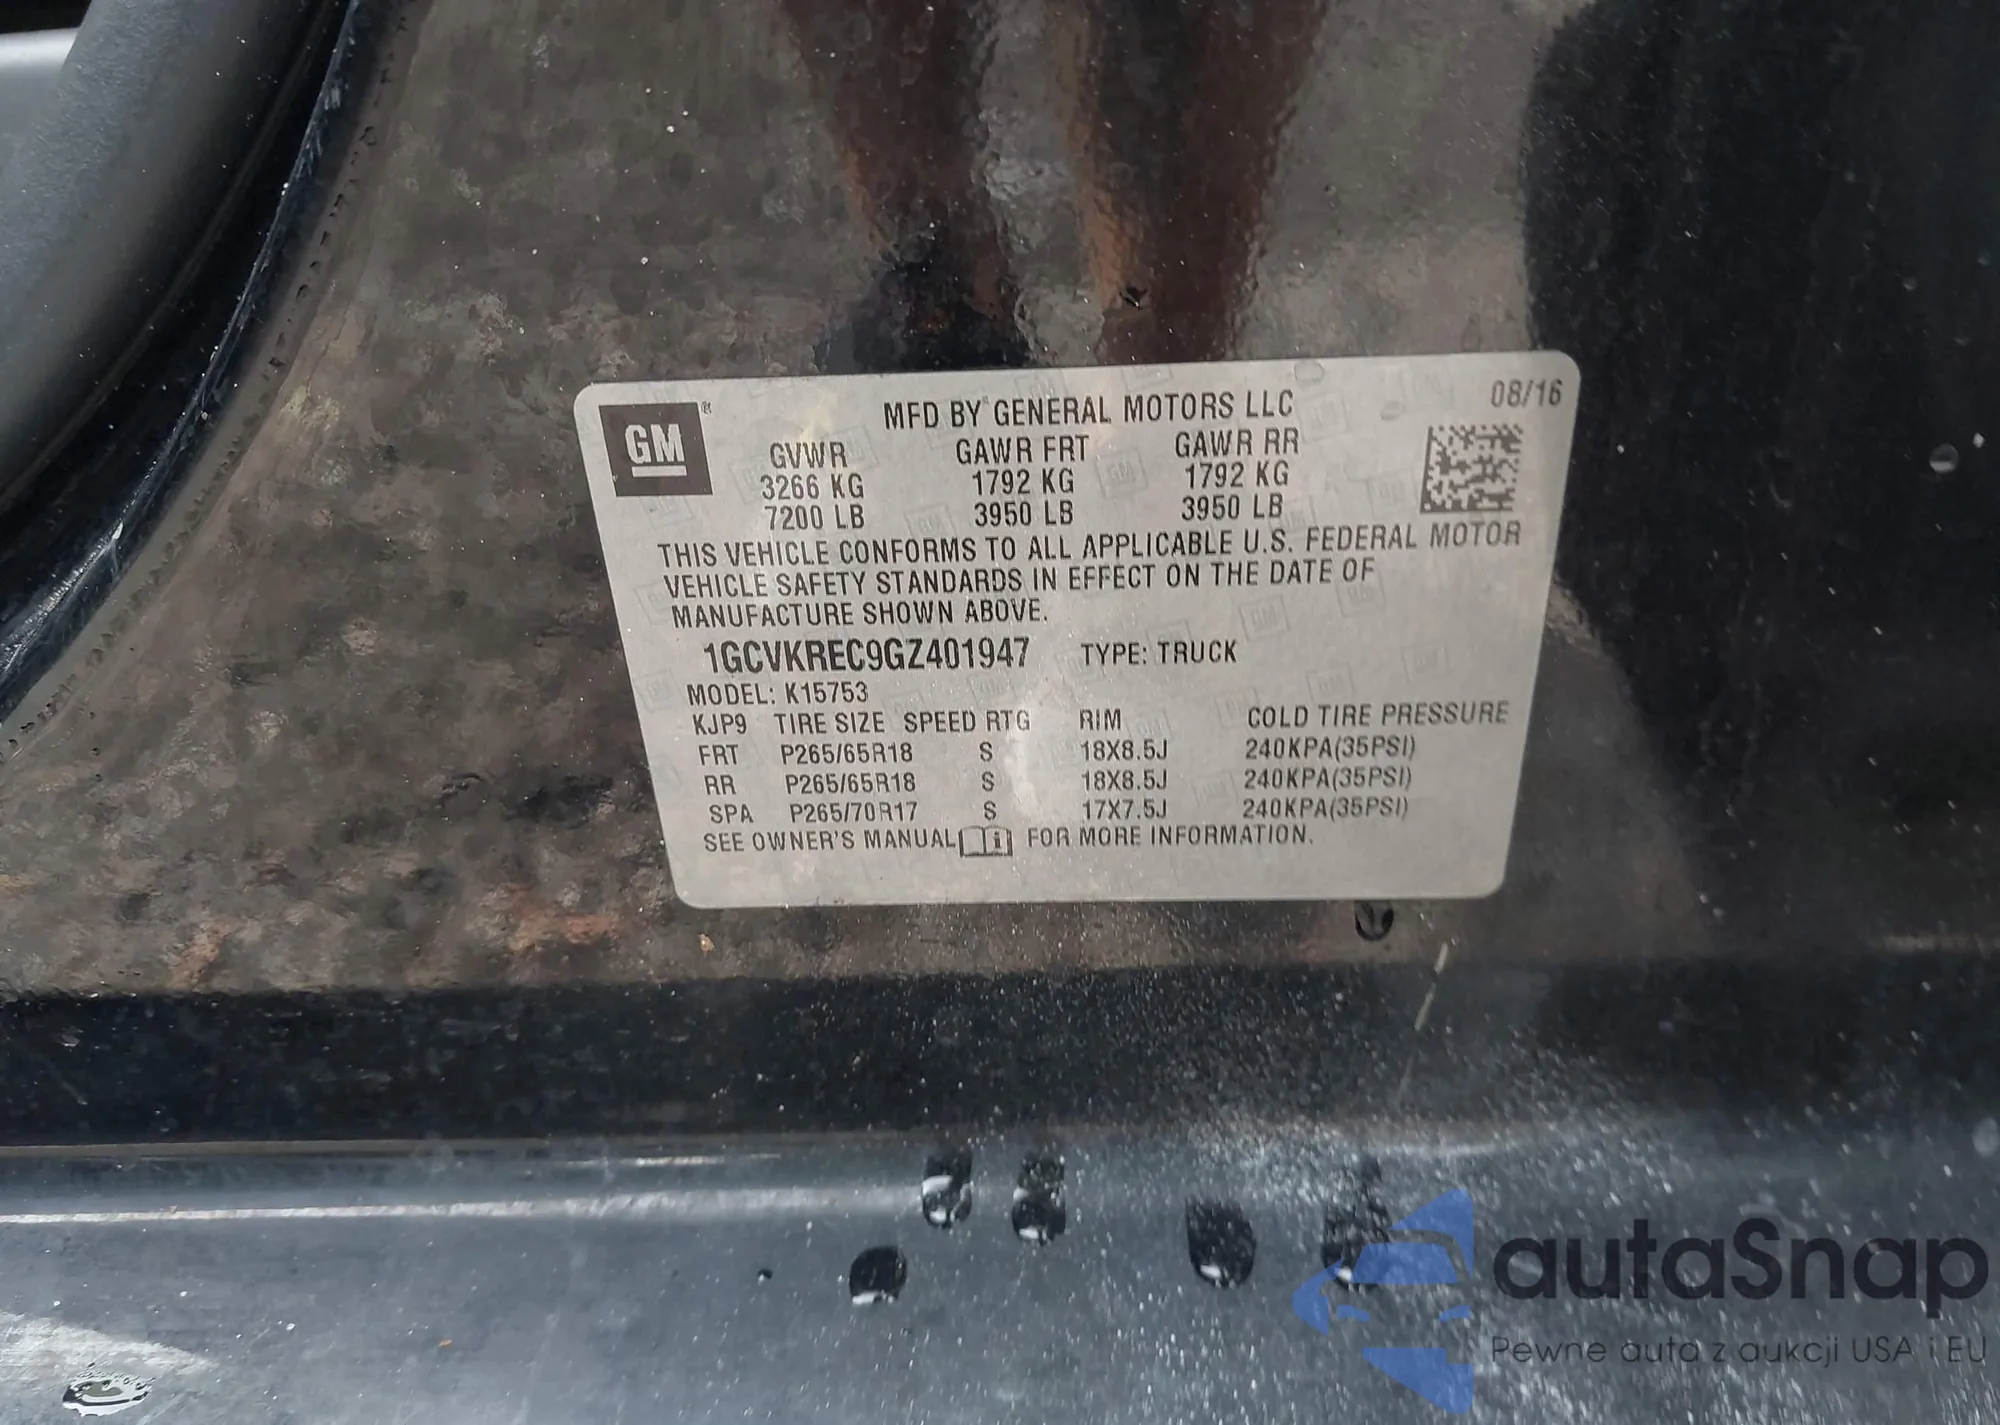 GM ® MFD BY GENERAL MOTORS LLC 08/16
GVWR GAWR FRT GAWR RR
3266 KG 1792 KG 1792 KG
7200 LB 3950 LB 3950 LB
THIS VEHICLE CONFORMS TO ALL APPLICABLE U.S. FEDERAL MOTOR
VEHICLE SAFETY STANDARDS IN EFFECT ON THE DATE OF
MANUFACTURE SHOWN ABOVE.
1GCVKREC9GZ401947 TYPE: TRUCK
MODEL: K15753
KJP9 TIRE SIZE SPEED RTG RIM COLD TIRE PRESSURE
FRT P265/65R18 S 18X8.5J 240KPA(35PSI)
RR P265/65R18 S 18X8.5J 240KPA(35PSI)
SPA P265/70R17 S 17X7.5J 240KPA(35PSI)
SEE OWNER'S MANUAL i FOR MORE INFORMATION.
autaSnap
Pewne auta z aukcji USA i EU